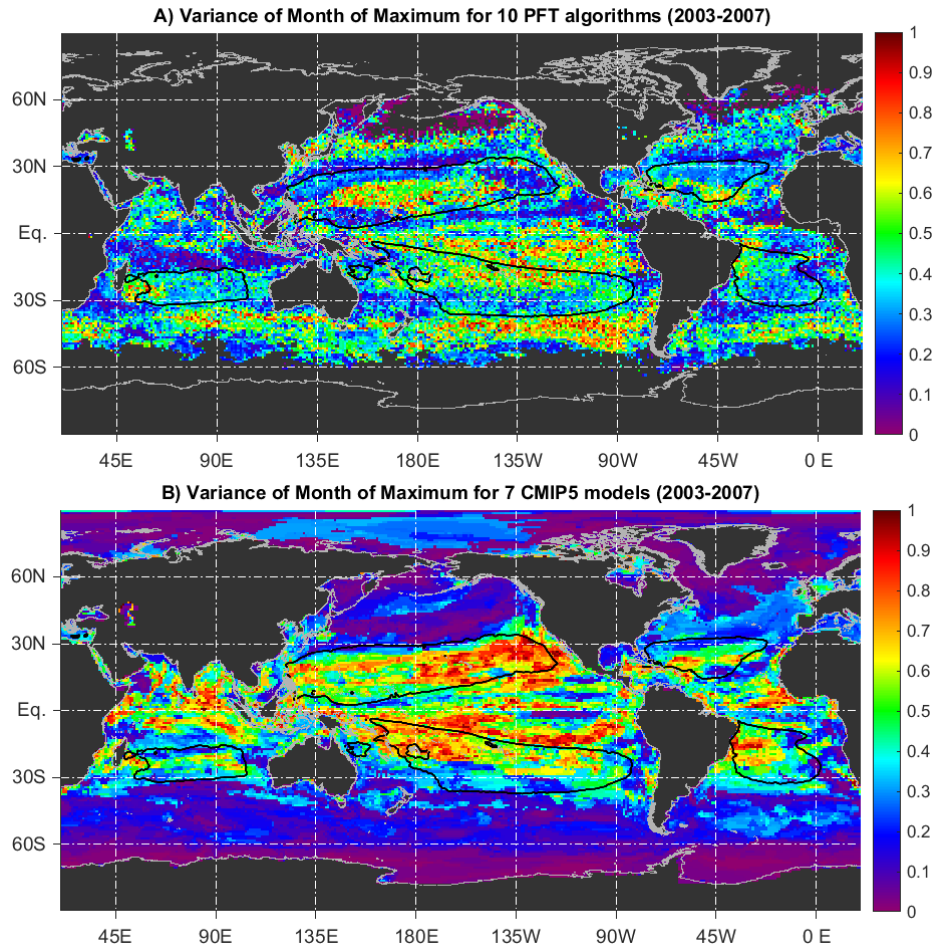 A) Variance of Month of Maximum for 10 PFT algorithms (2003-2007)
60N
30N
Eq.
30S
60S
45E 90E 135E 180E 135W 90W 45W 0 E
1
0.9
0.8
0.7
0.6
0.5
0.4
0.3
0.2
0.1
0
B) Variance of Month of Maximum for 7 CMIP5 models (2003-2007)
60N
30N
Eq.
30S
60S
45E 90E 135E 180E 135W 90W 45W 0 E
1
0.9
0.8
0.7
0.6
0.5
0.4
0.3
0.2
0.1
0